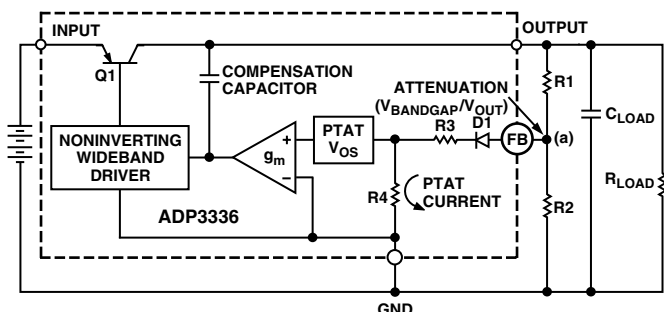 INPUT
OUTPUT
Q1
COMPENSATION
CAPACITOR
ATTENUATION
(VBANDGAP/VOUT)
R1
D1
R3
FB
(a)
CLOAD
PTAT
VOS
NONINVERTING
WIDEBAND
DRIVER
gm
+
−
R4
PTAT
CURRENT
R2
RLOAD
ADP3336
GND